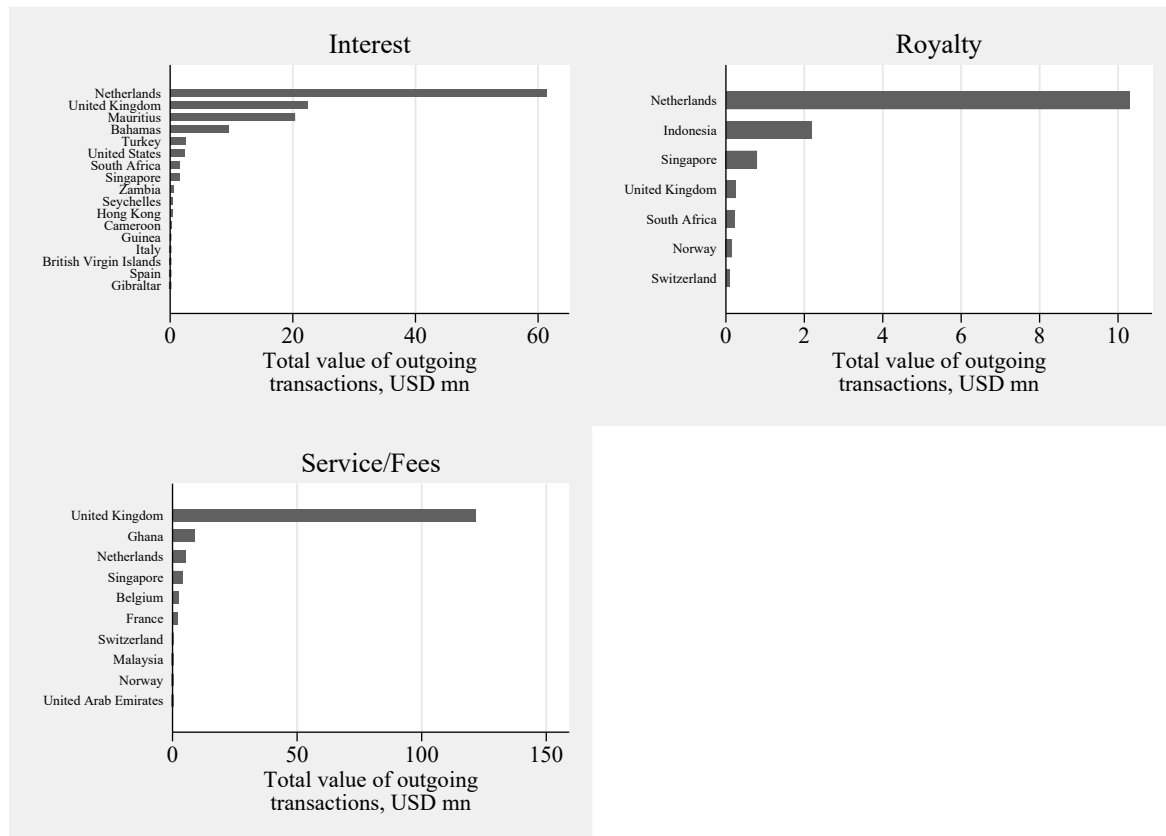 Interest
Netherlands
United Kingdom
Mauritius
Bahamas
Turkey
United States
South Africa
Singapore
Zambia
Seychelles
Hong Kong
Cameroon
Guinea
Italy
British Virgin Islands
Spain
Gibraltar
0 20 40 60
Total value of outgoing
transactions, USD mn
Royalty
Netherlands
Indonesia
Singapore
United Kingdom
South Africa
Norway
Switzerland
0 2 4 6 8 10
Total value of outgoing
transactions, USD mn
Service/Fees
United Kingdom
Ghana
Netherlands
Singapore
Belgium
France
Switzerland
Malaysia
Norway
United Arab Emirates
0 50 100 150
Total value of outgoing
transactions, USD mn